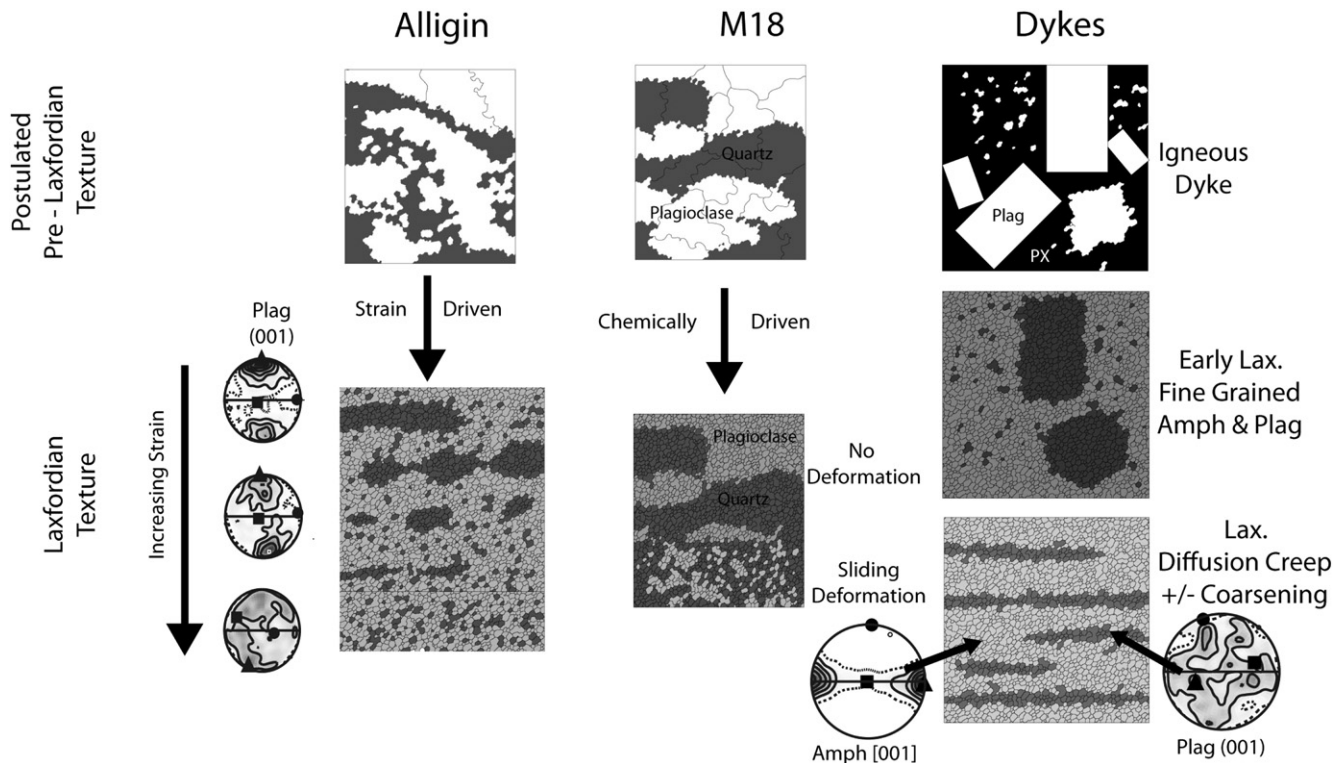 Alligin
M18
Dykes
Postulated
Pre - Laxfordian
Texture
Quartz
Plagioclase
Plag
PX
Igneous
Dyke
Strain Driven
Chemically Driven
Plag
(001)
Early Lax.
Fine Grained
Amph & Plag
Laxfordian
Texture
Increasing Strain
Plagioclase
Quartz
No
Deformation
Sliding
Deformation
Lax.
Diffusion Creep
+/- Coarsening
Amph [001]
Plag (001)